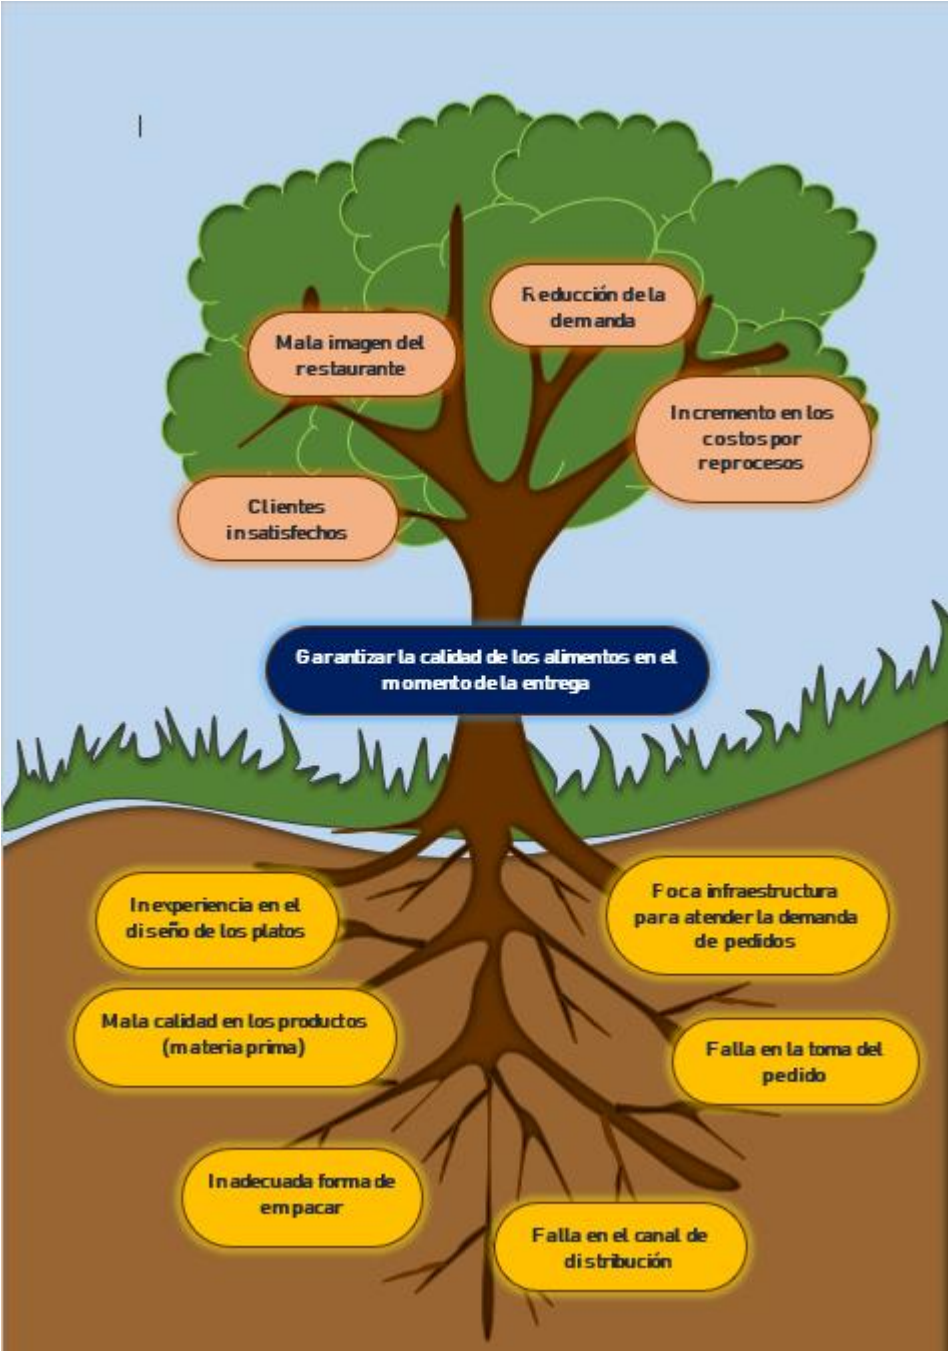 Reducción de la
demanda
Mala imagen del
restaurante
Incremento en los
costos por
reprocesos
Clientes
insatisfechos
Garantizar la calidad de los alimentos en el
momento de la entrega
Inexperiencia en el
diseño de los platos
Poca infraestructura
para atender la demanda
de pedidos
Mala calidad en los productos
(materia prima)
Falla en la toma del
pedido
Inadecuada forma de
empacar
Falla en el canal de
distribución